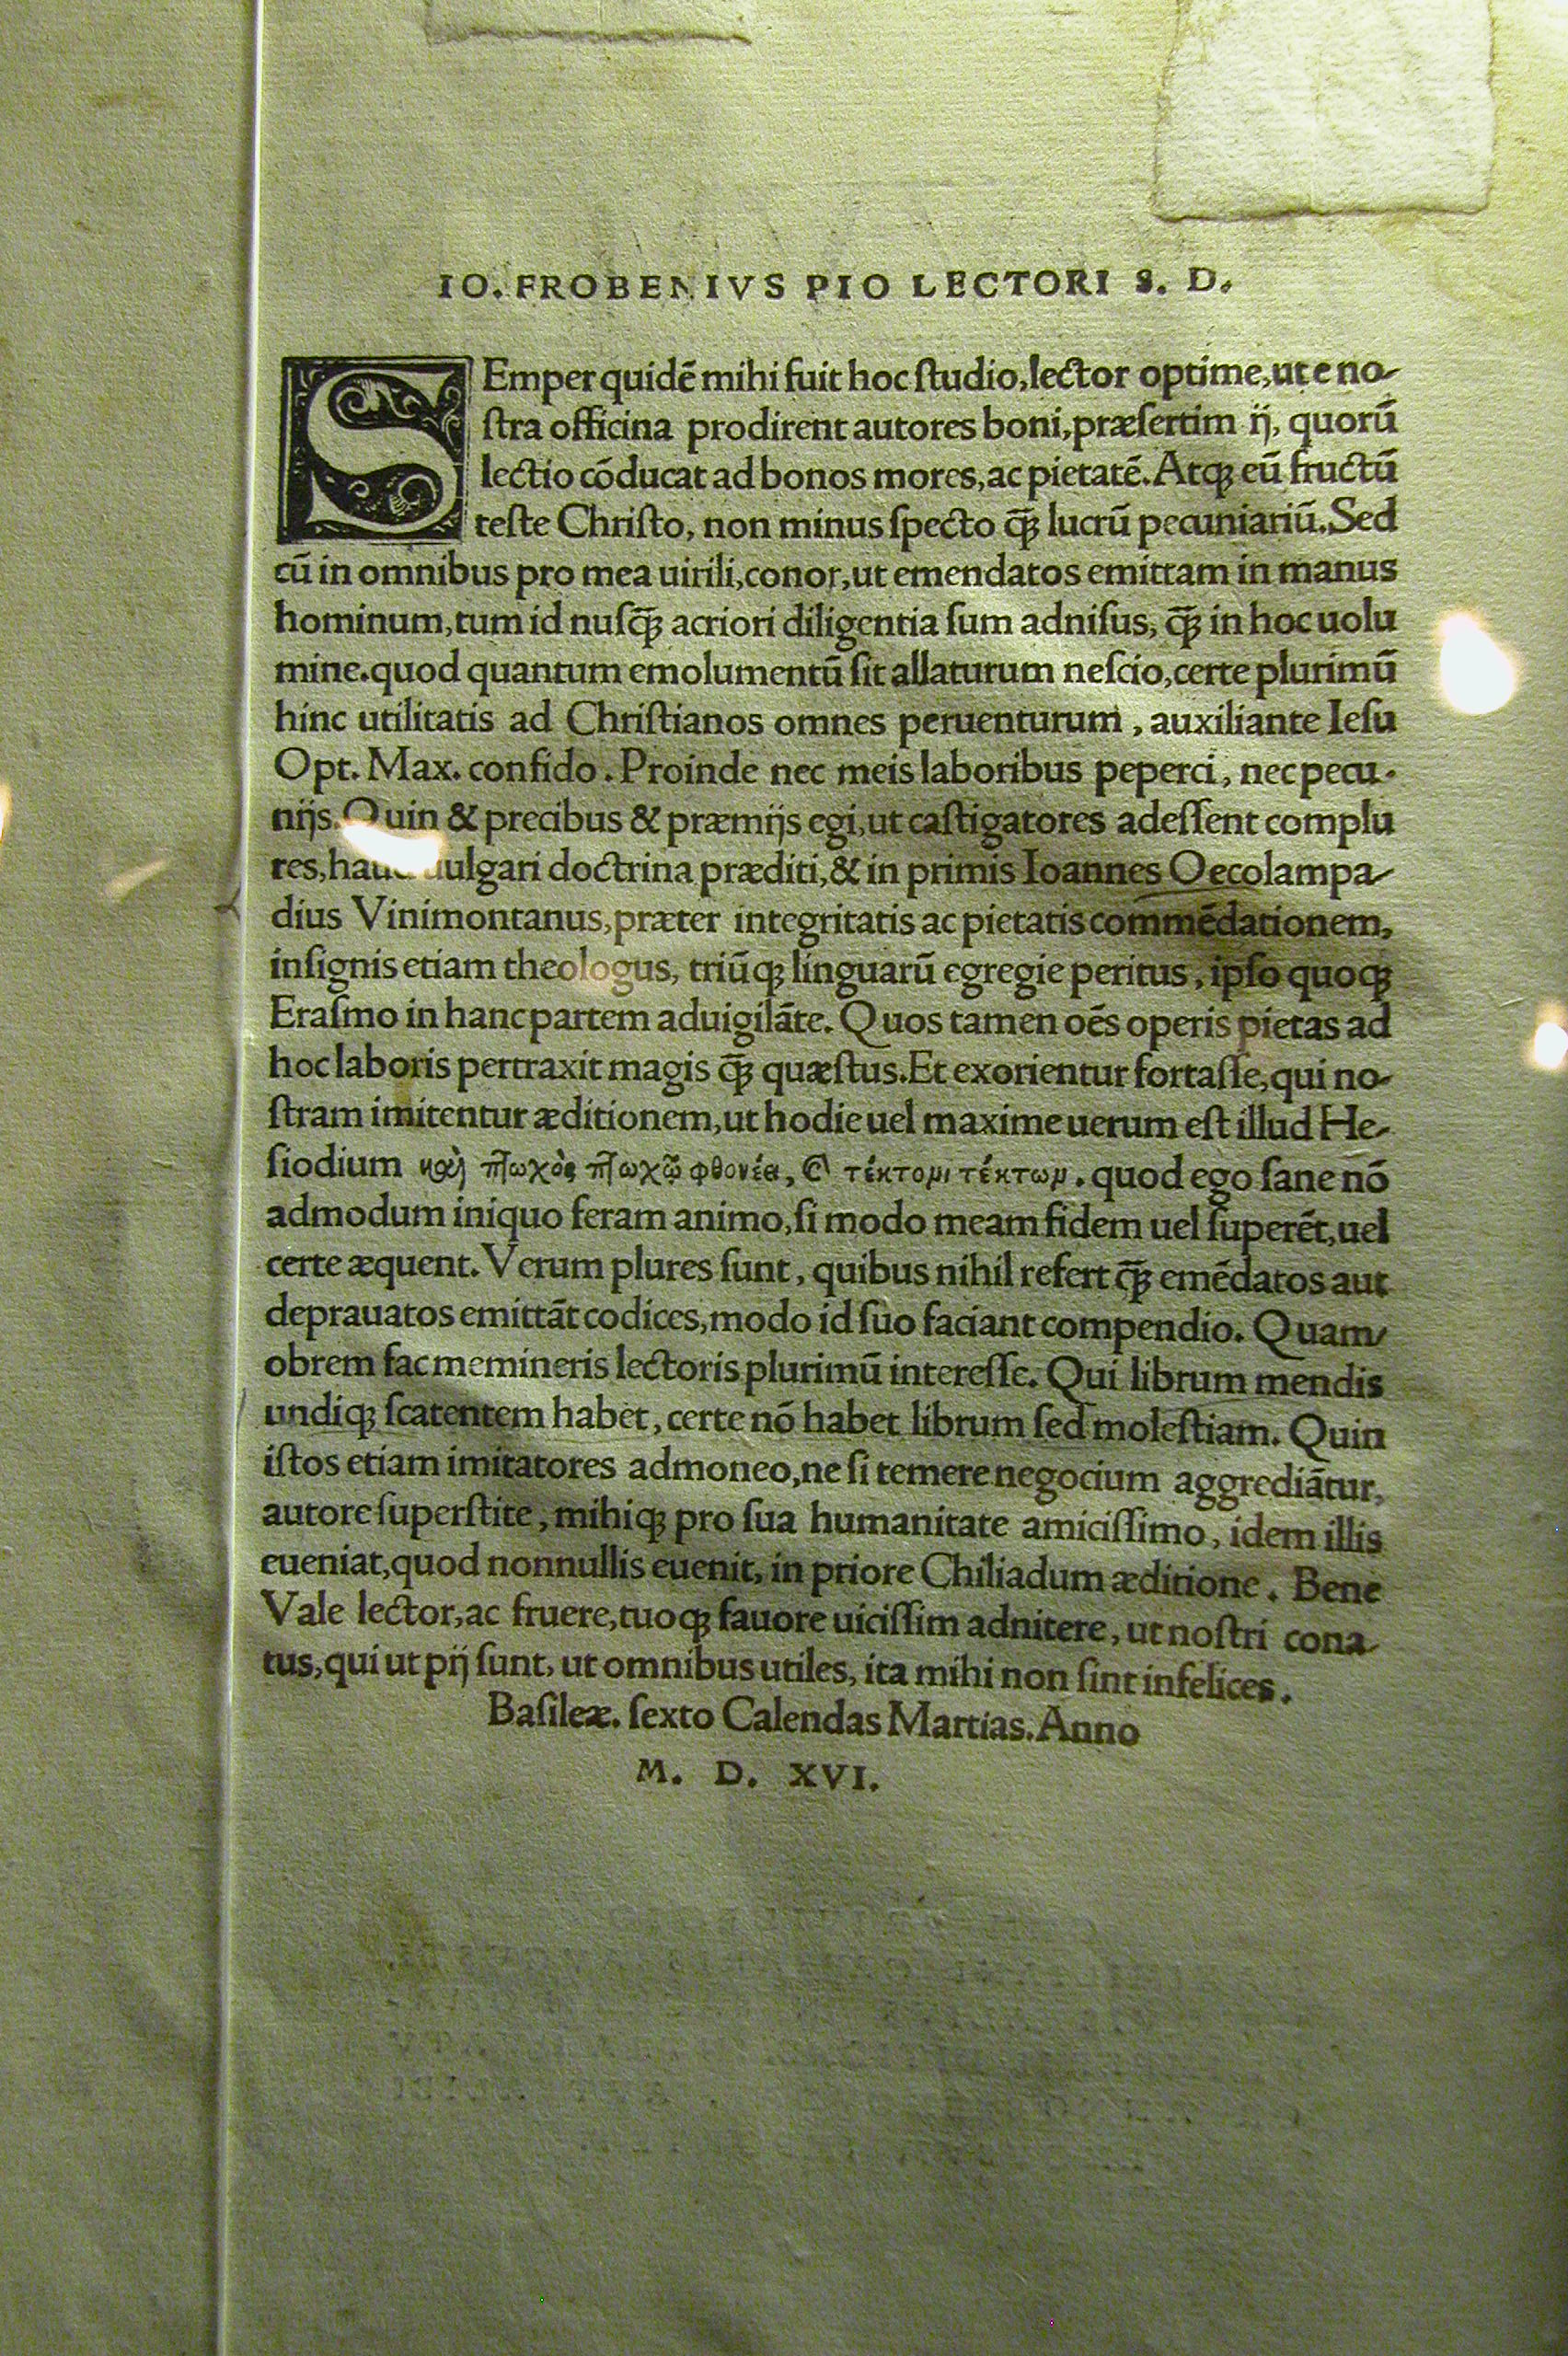 IO. FROBENIVS PIO LECTORI S. D.
SEmper quidē mihi fuit hoc ſtudio, lector optime, ut e no-
ſtra officina prodirent autores boni, præſertim ij, quorū
lectio cōducat ad bonos mores, ac pietatē. Atqꝫ eū fructū
teſte Chriſto, non minus ſpecto q̄ꝫ lucrū pecuniariū. Sed
cū in omnibus pro mea uirili, conor, ut emendatos emittam in manus
hominum, tum id nuſq̄ꝫ acriori diligentia ſum adniſus, q̄ꝫ in hoc uolu
mine. quod quantum emolumentū ſit allaturum neſcio, certe plurimū
hinc utilitatis ad Chriſtianos omnes peruenturum, auxiliante Ieſu
Opt. Max. confido. Proinde nec meis laboribus peperci, nec pecu-
nijs. Quin & precibus & præmijs egi, ut caſtigatores adeſſent complu
res, haud uulgari doctrina præditi, & in primis Ioannes Oecolampa-
dius Vinimontanus, præter integritatis ac pietatis commēdationem,
inſignis etiam theologus, triūqꝫ linguarū egregie peritus, ipſo quoqꝫ
Eraſmo in hanc partem aduigilāte. Quos tamen oēs operis pietas ad
hoc laboris pertraxit magis q̄ꝫ quæſtus. Et exorientur fortaſſe, qui no-
ſtram imitentur æditionem, ut hodie uel maxime uerum eſt illud He-
ſiodium καὶ πτωχὸς πτωχῷ φθονέει, καὶ τέκτονι τέκτων. quod ego ſane nō
admodum iniquo feram animo, ſi modo meam fidem uel ſuperēt, uel
certe æquent. Verum plures ſunt, quibus nihil refert q̄ꝫ emēdatos aut
deprauatos emittāt codices, modo id ſuo faciant compendio. Quam-
obrem fac memineris lectoris plurimū intereſſe. Qui librum mendis
undiqꝫ ſcatentem habet, certe nō habet librum ſed moleſtiam. Quin
iſtos etiam imitatores admoneo, ne ſi temere negocium aggrediātur,
autore ſuperſtite, mihiqꝫ pro ſua humanitate amiciſſimo, idem illis
eueniat, quod nonnullis euenit, in priore Chiliadum æditione. Bene
Vale lector, ac fruere, tuoqꝫ fauore uiciſſim adnitere, ut noſtri cona-
tus, qui ut pij ſunt, ut omnibus utiles, ita mihi non ſint infelices.
Baſileæ. ſexto Calendas Martias. Anno
M. D. XVI.